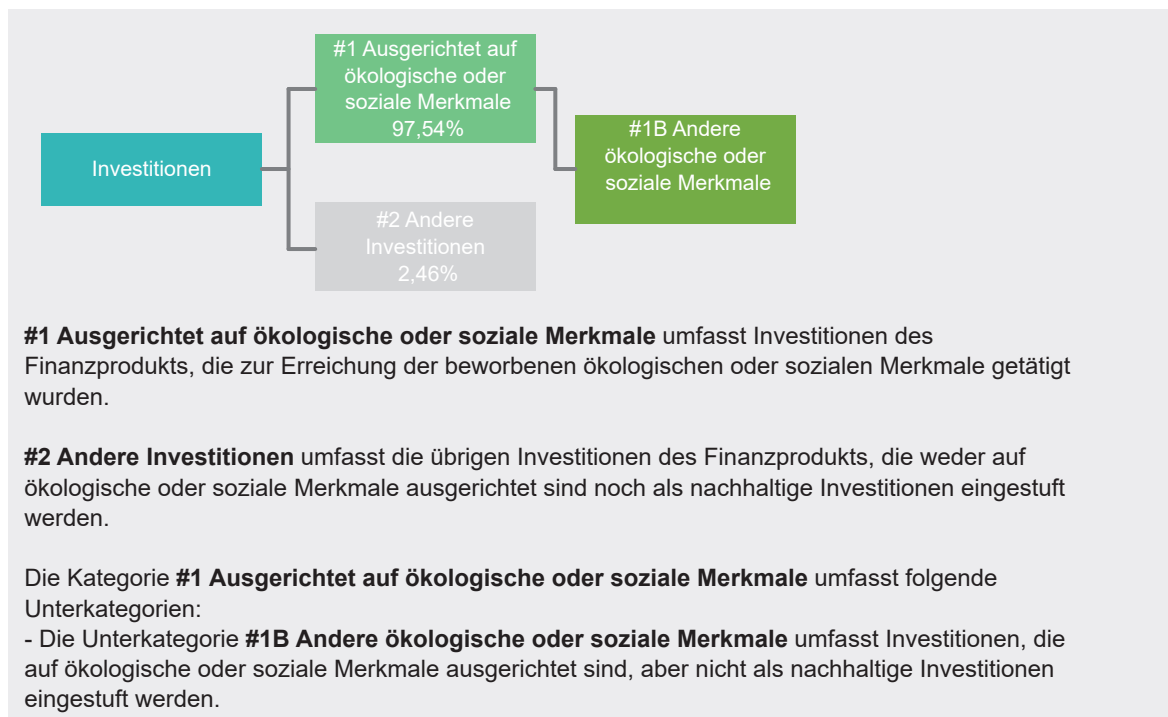 #1 Ausgerichtet auf
ökologische oder
soziale Merkmale
97,54%
Investitionen
#1B Andere
ökologische oder
soziale Merkmale
#2 Andere
Investitionen
2,46%
#1 Ausgerichtet auf ökologische oder soziale Merkmale umfasst Investitionen des
Finanzprodukts, die zur Erreichung der beworbenen ökologischen oder sozialen Merkmale getätigt
wurden.
#2 Andere Investitionen umfasst die übrigen Investitionen des Finanzprodukts, die weder auf
ökologische oder soziale Merkmale ausgerichtet sind noch als nachhaltige Investitionen eingestuft
werden.
Die Kategorie #1 Ausgerichtet auf ökologische oder soziale Merkmale umfasst folgende
Unterkategorien:
- Die Unterkategorie #1B Andere ökologische oder soziale Merkmale umfasst Investitionen, die
auf ökologische oder soziale Merkmale ausgerichtet sind, aber nicht als nachhaltige Investitionen
eingestuft werden.